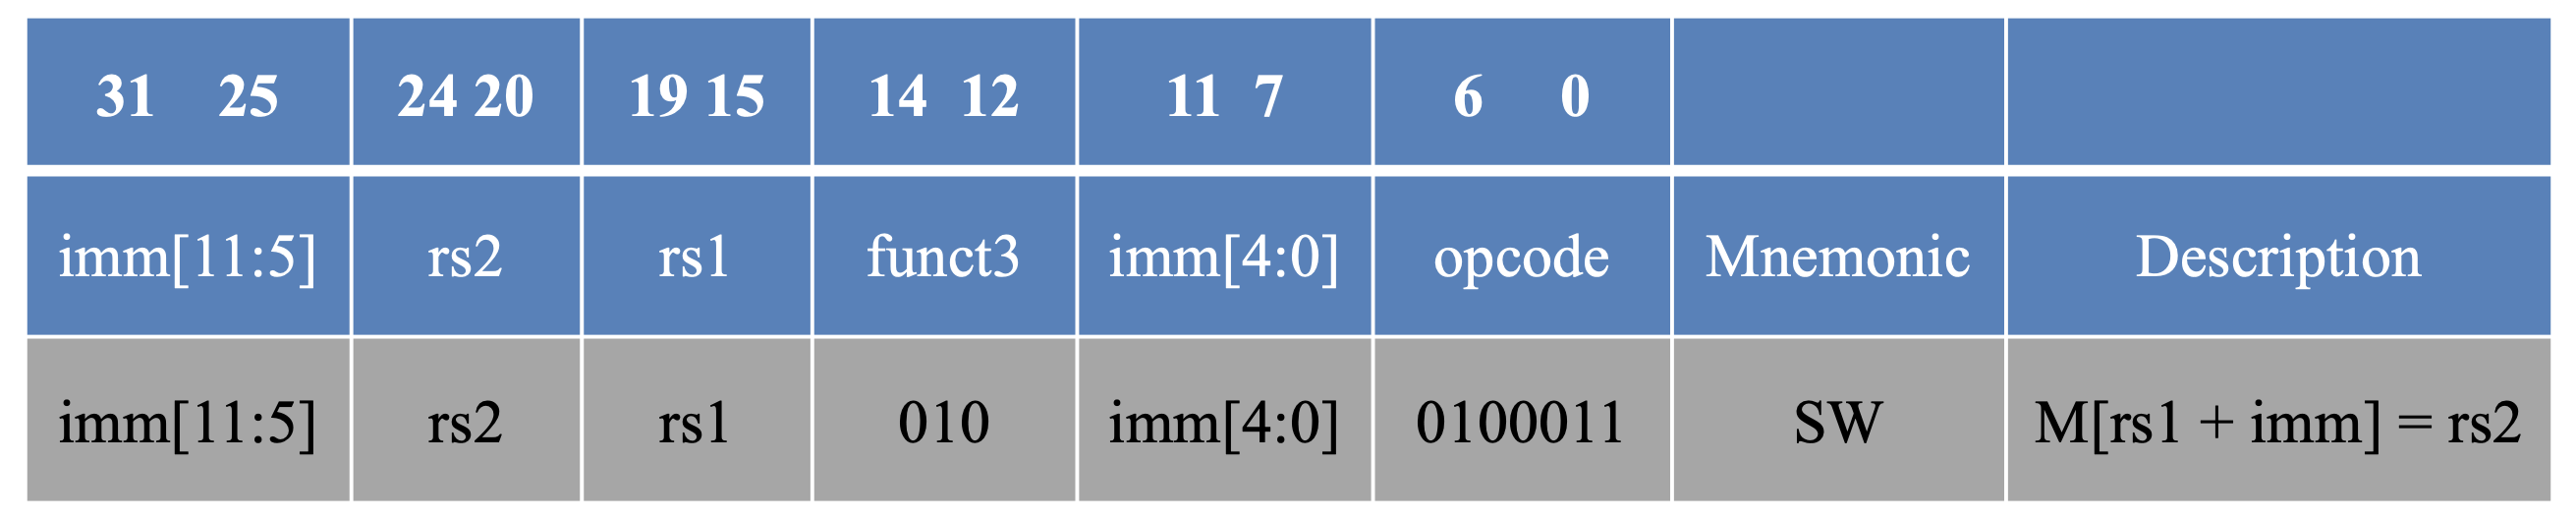 31 25 24 20 19 15 14 12 11 7 6 0
imm[11:5] rs2 rs1 funct3 imm[4:0] opcode Mnemonic Description
imm[11:5] rs2 rs1 010 imm[4:0] 0100011 SW M[rs1 + imm] = rs2